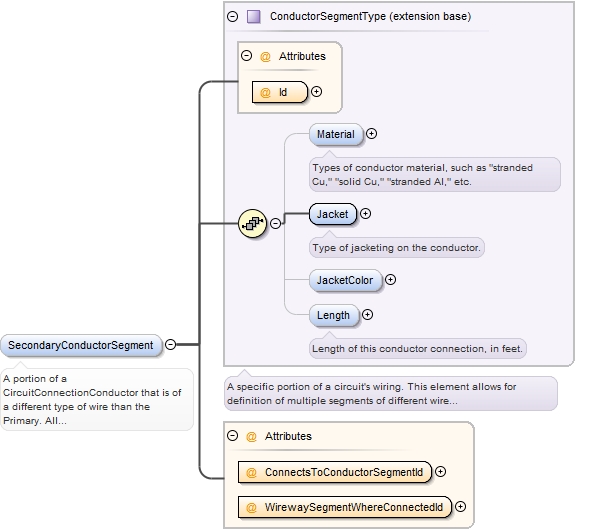 ConductorSegmentType (extension base)
@ Attributes
@ Id
Material
Types of conductor material, such as "stranded
Cu," "solid Cu," "stranded Al," etc.
Jacket
Type of jacketing on the conductor.
JacketColor
Length
Length of this conductor connection, in feet.
SecondaryConductorSegment
A portion of a
CircuitConnectionConductor that is of
a different type of wire than the
Primary. All...
A specific portion of a circuit's wiring. This element allows for
definition of multiple segments of different wire...
@ Attributes
@ ConnectsToConductorSegmentId
@ WirewaySegmentWhereConnectedId